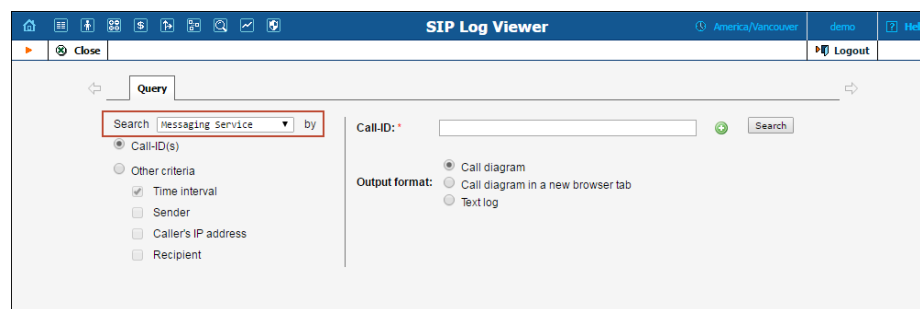 SIP Log Viewer America/Vancouver demo ? Hel
Close Logout
Query
Search Messaging Service by
Call-ID(s)
Other criteria
Time interval
Sender
Caller's IP address
Recipient
Call-ID: * Search
Output format:
Call diagram
Call diagram in a new browser tab
Text log